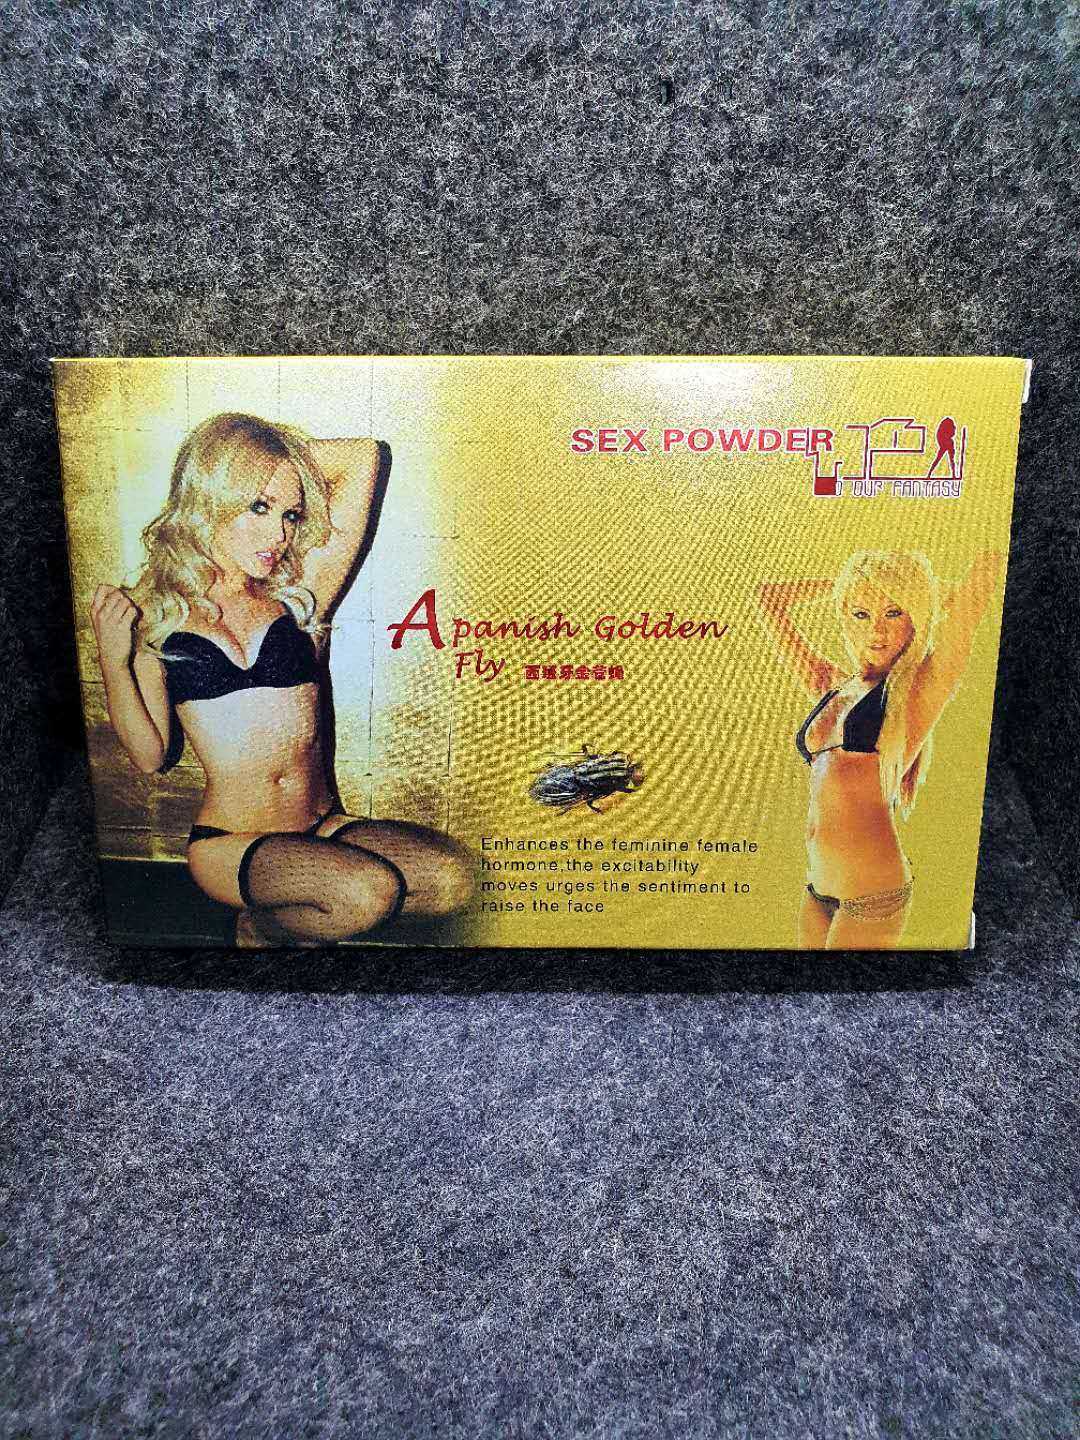 SEX POWDER
OUR FANTASY
Apanish Golden
Fly 西班牙金苍蝇
Enhances the feminine female
hormone,the excitability
moves urges the sentiment to
raise the face